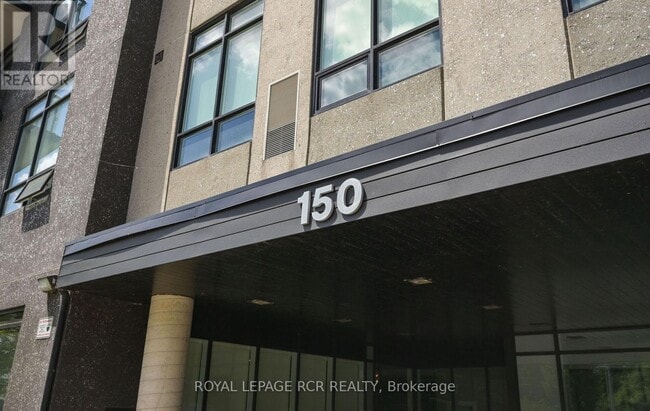 REALTOR
150
ROYAL LEPAGE RCR REALTY, Brokerage